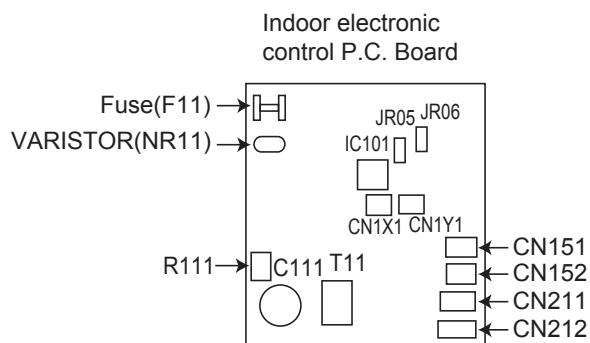 Indoor electronic
control P.C. Board
Fuse(F11)
VARISTOR(NR11)
JR05
JR06
IC101
CN1X1
CN1Y1
R111
C111
T11
CN151
CN152
CN211
CN212